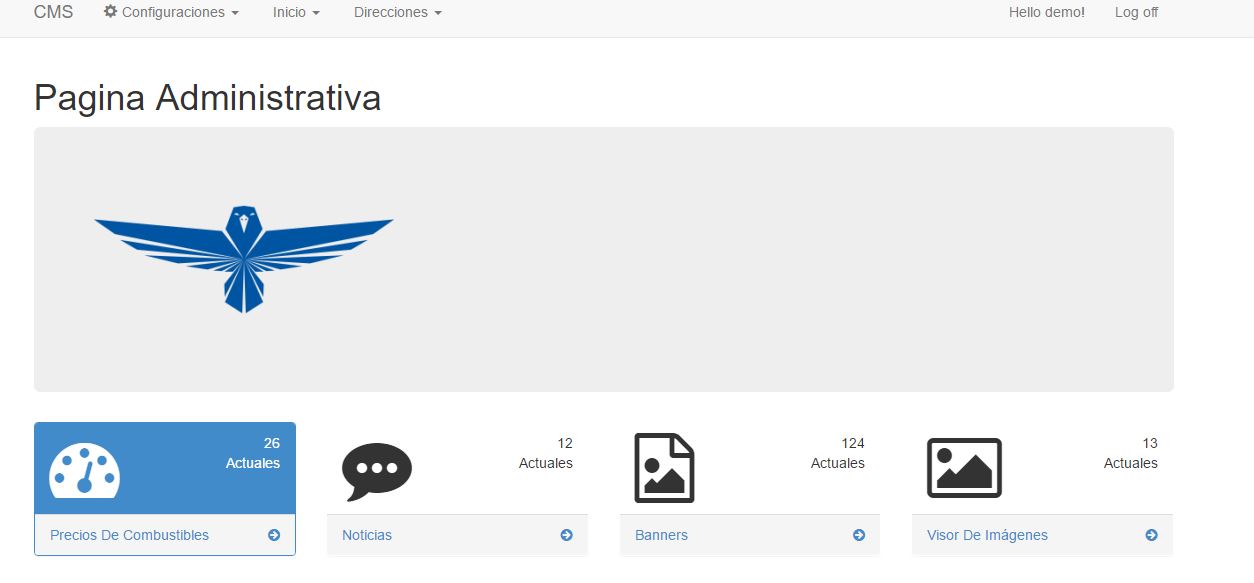 CMS Configuraciones Inicio Direcciones Hello demo! Log off
Pagina Administrativa
26
Actuales
Precios De Combustibles
12
Actuales
Noticias
124
Actuales
Banners
13
Actuales
Visor De Imágenes